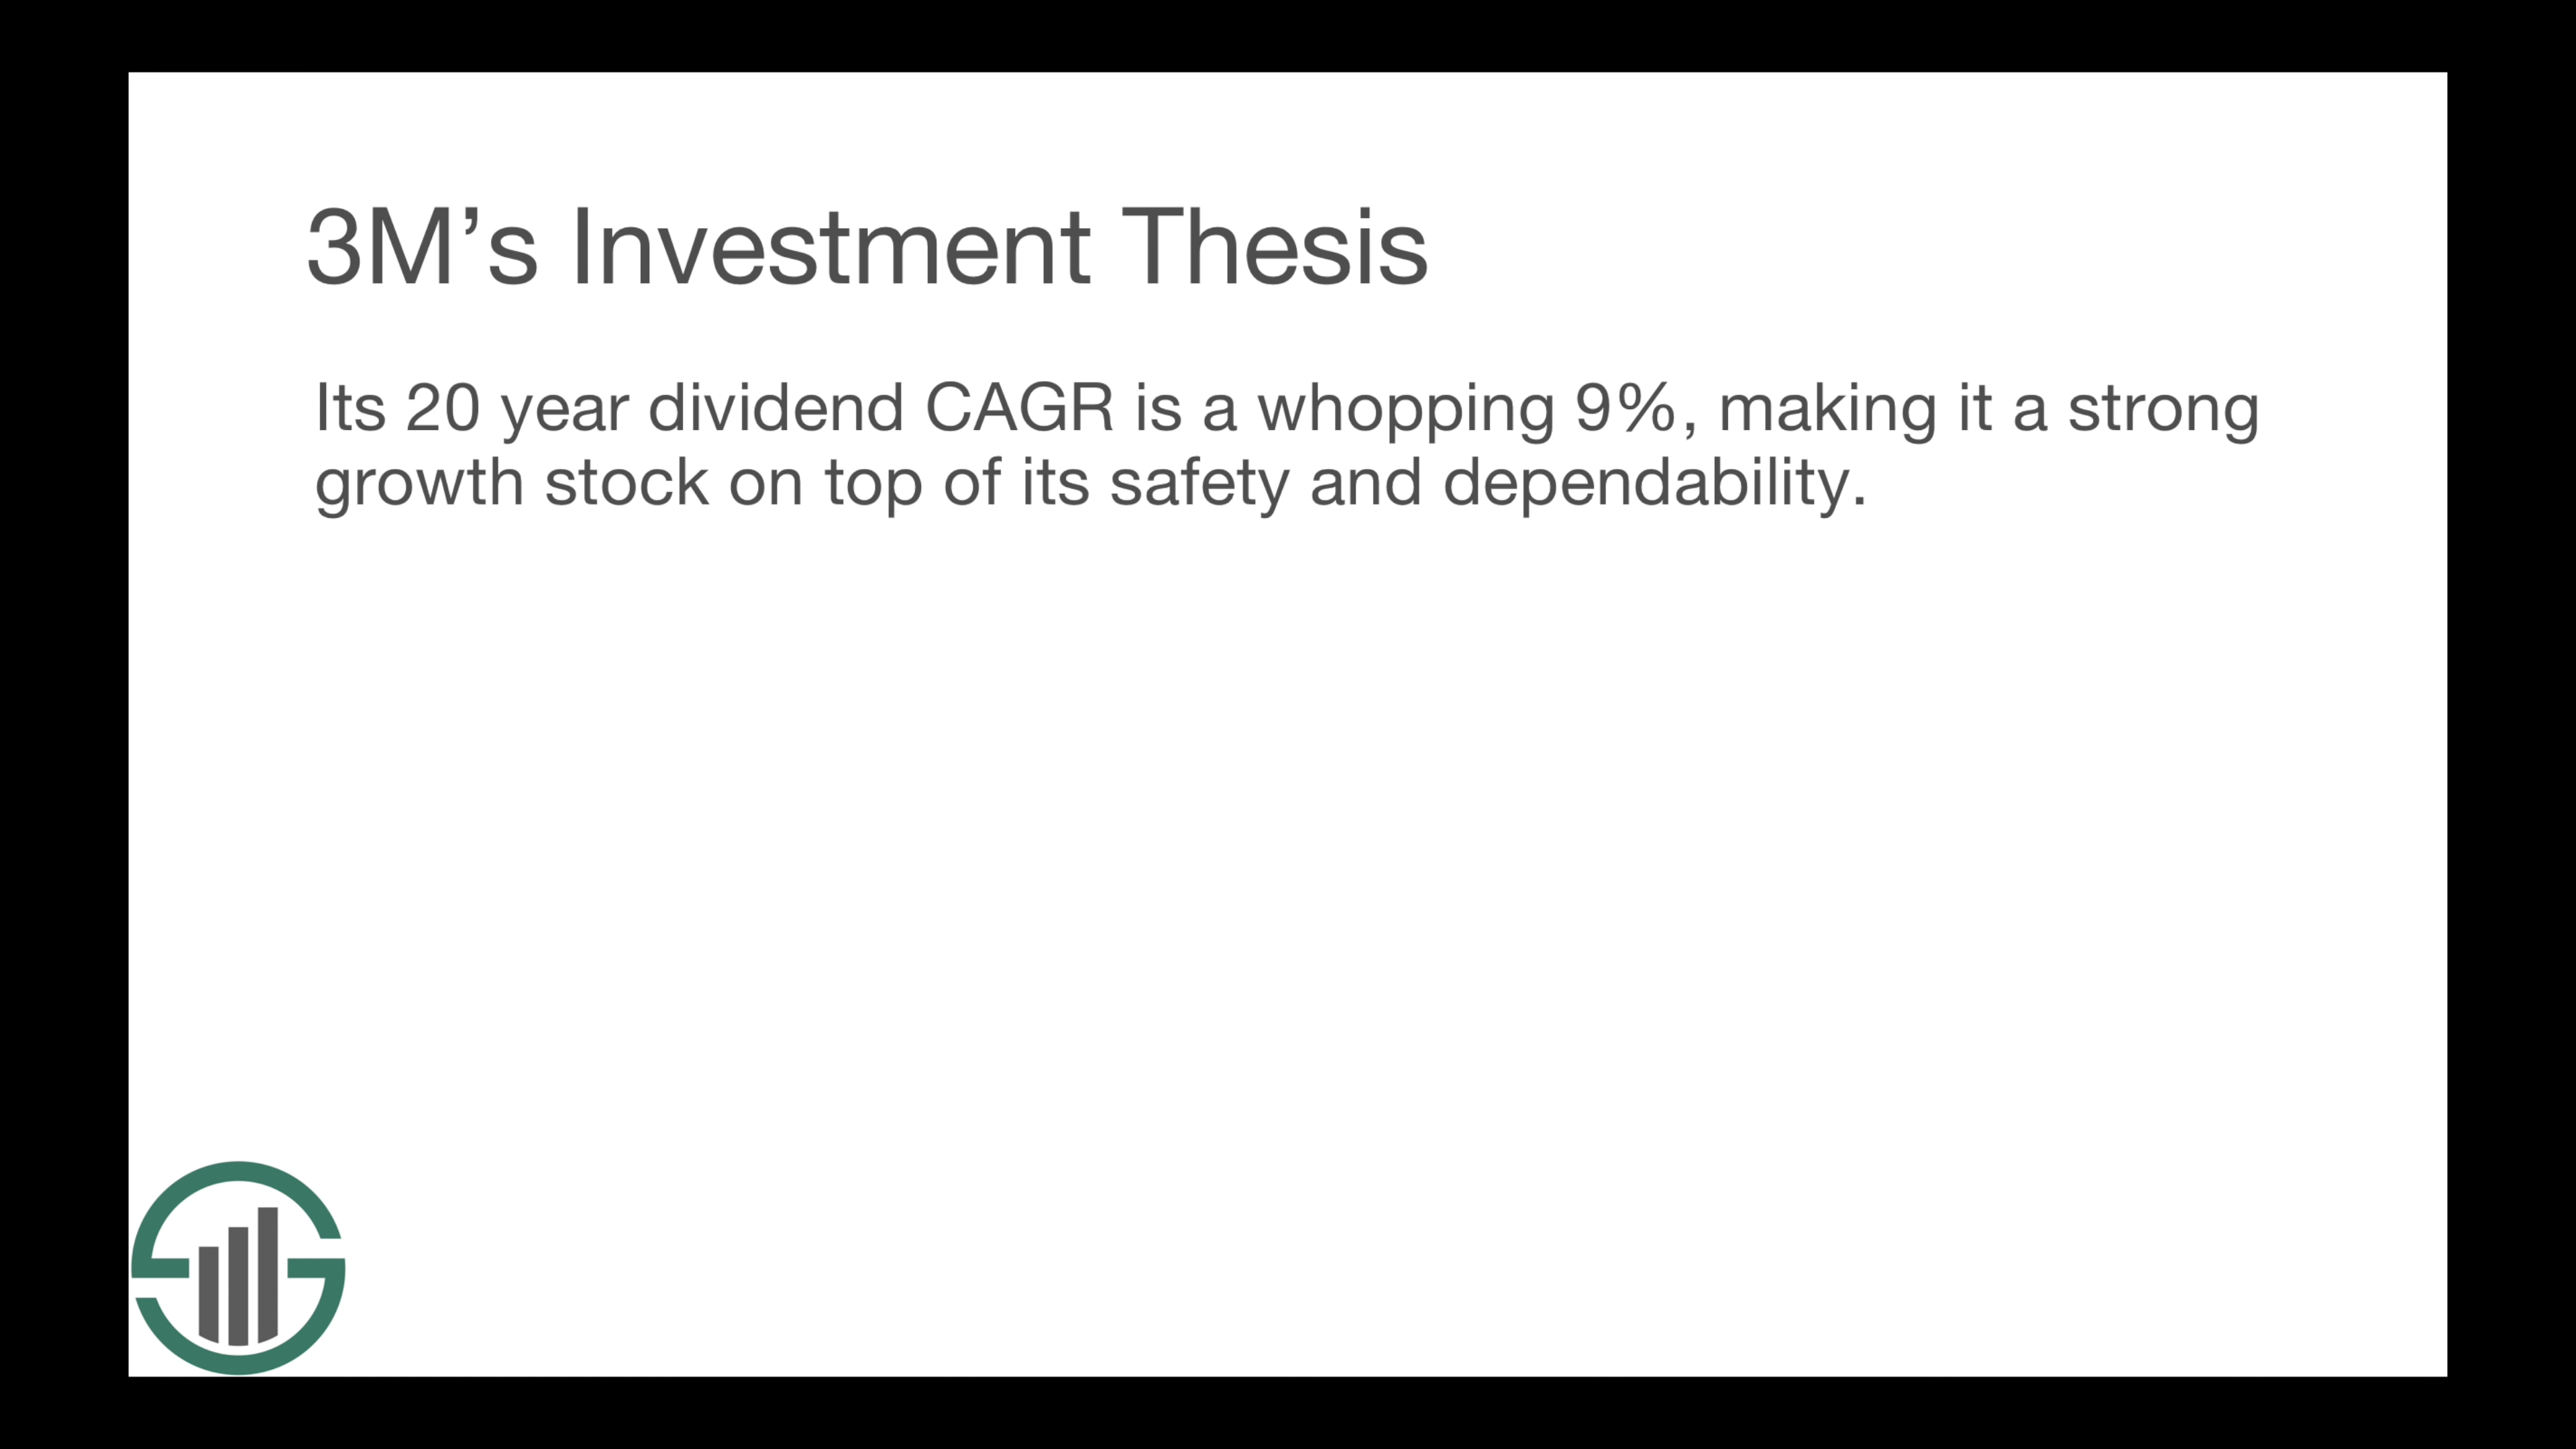 3M’s Investment Thesis
Its 20 year dividend CAGR is a whopping 9%, making it a strong
growth stock on top of its safety and dependability.